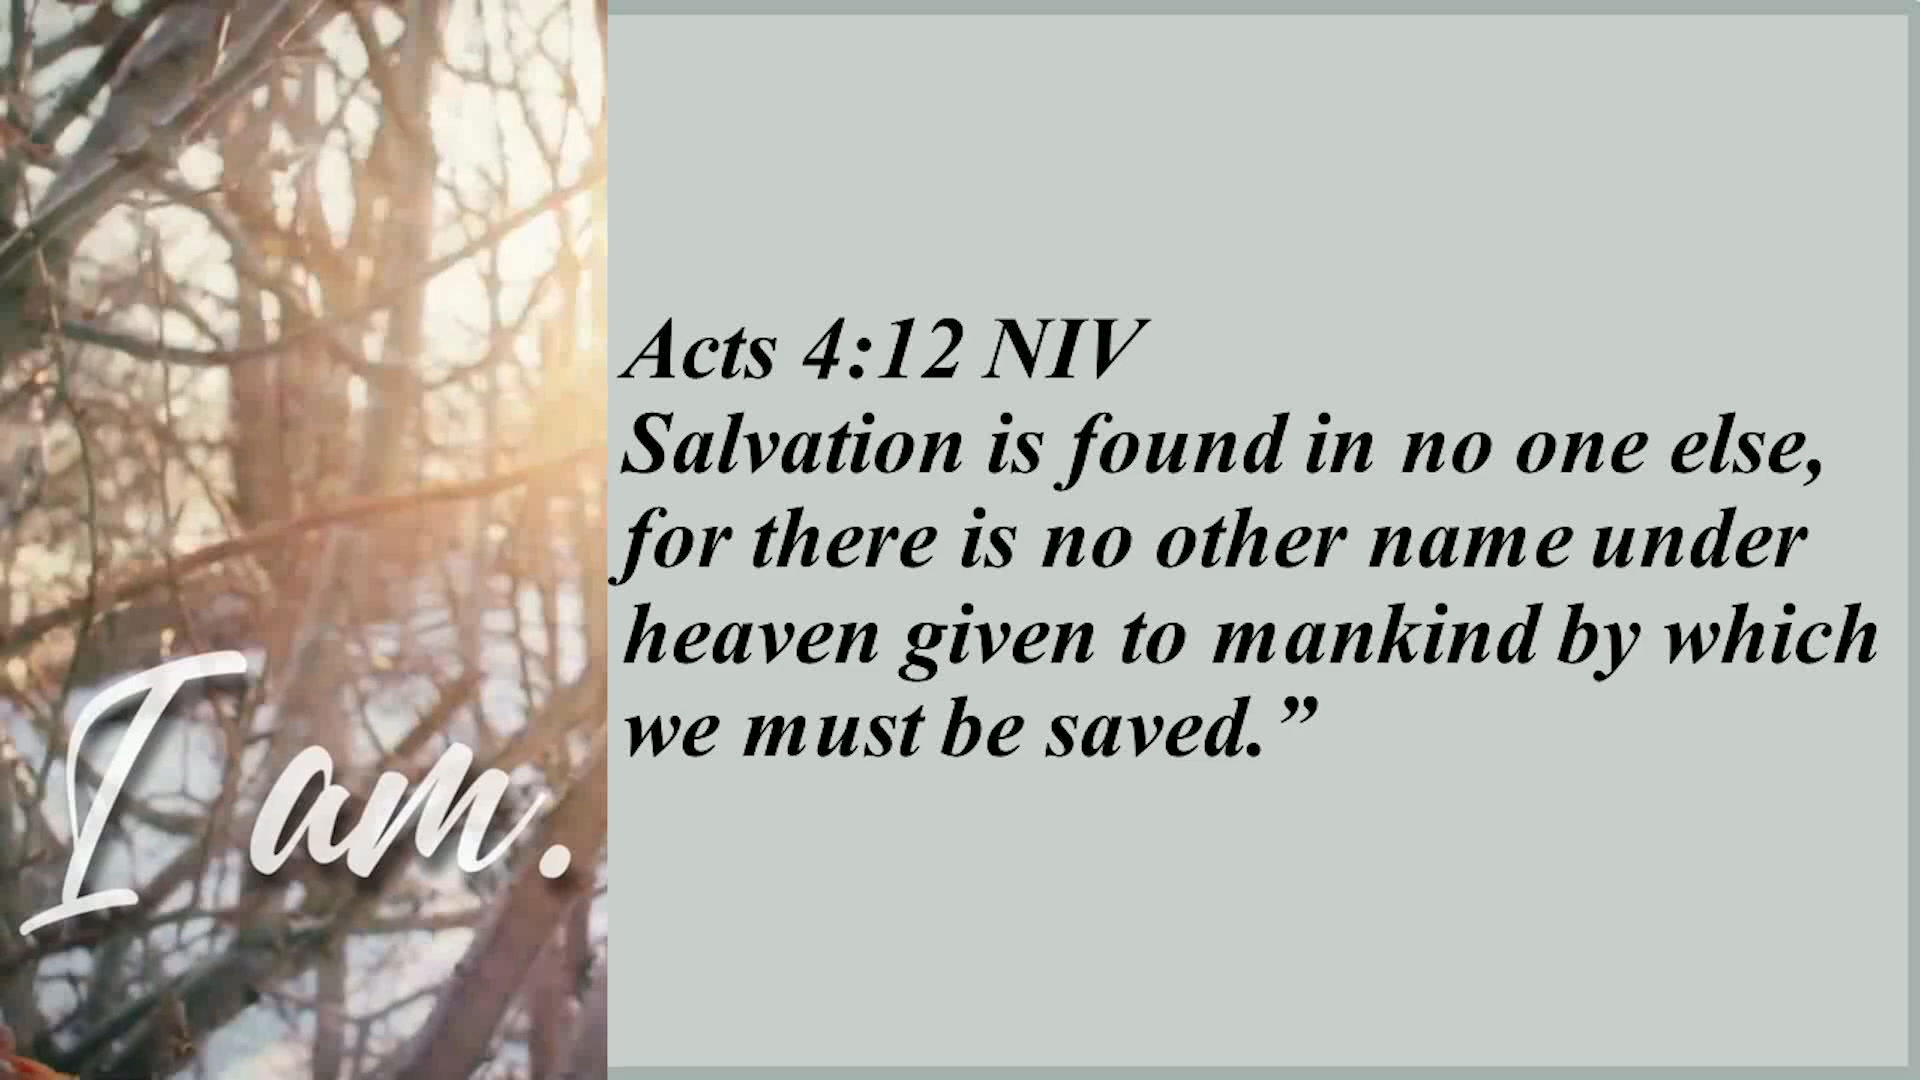 I am.
Acts 4:12 NIV
Salvation is found in no one else,
for there is no other name under
heaven given to mankind by which
we must be saved.”